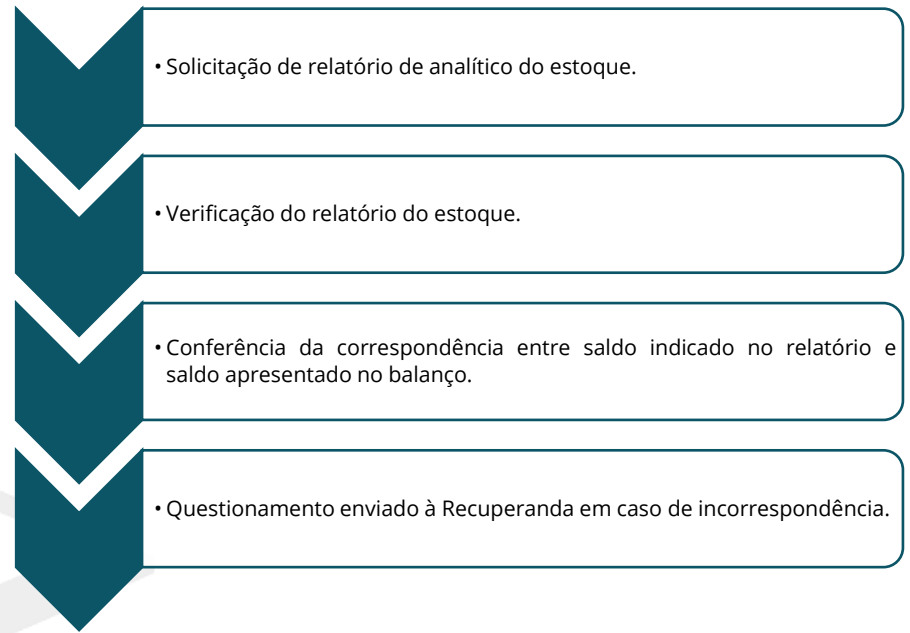 • Solicitação de relatório de analítico do estoque.
• Verificação do relatório do estoque.
• Conferência da correspondência entre saldo indicado no relatório e
saldo apresentado no balanço.
• Questionamento enviado à Recuperanda em caso de incorrespondência.